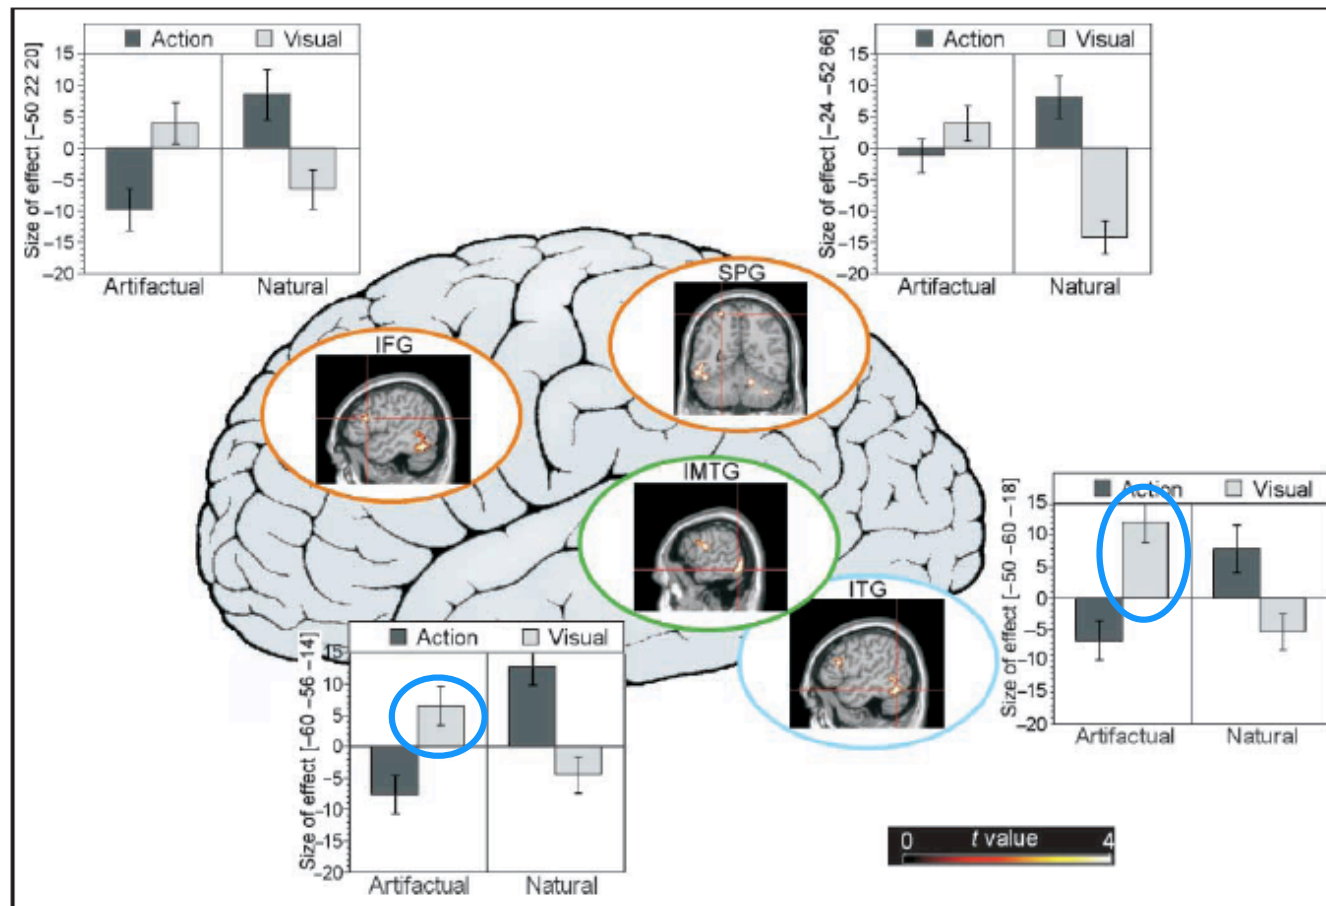 Action Visual
Size of effect [–50 22 20]
15
10
5
0
–5
–10
–15
–20
Artifactual Natural
Action Visual
Size of effect [–24 –52 66]
15
10
5
0
–5
–10
–15
–20
Artifactual Natural
SPG
IFG
IMTG
ITG
Action Visual
Size of effect [–50 –60 –18]
15
10
5
0
–5
–10
–15
–20
Artifactual Natural
Action Visual
Size of effect [–60 –56 –14]
15
10
5
0
–5
–10
–15
–20
Artifactual Natural
0 t value 4